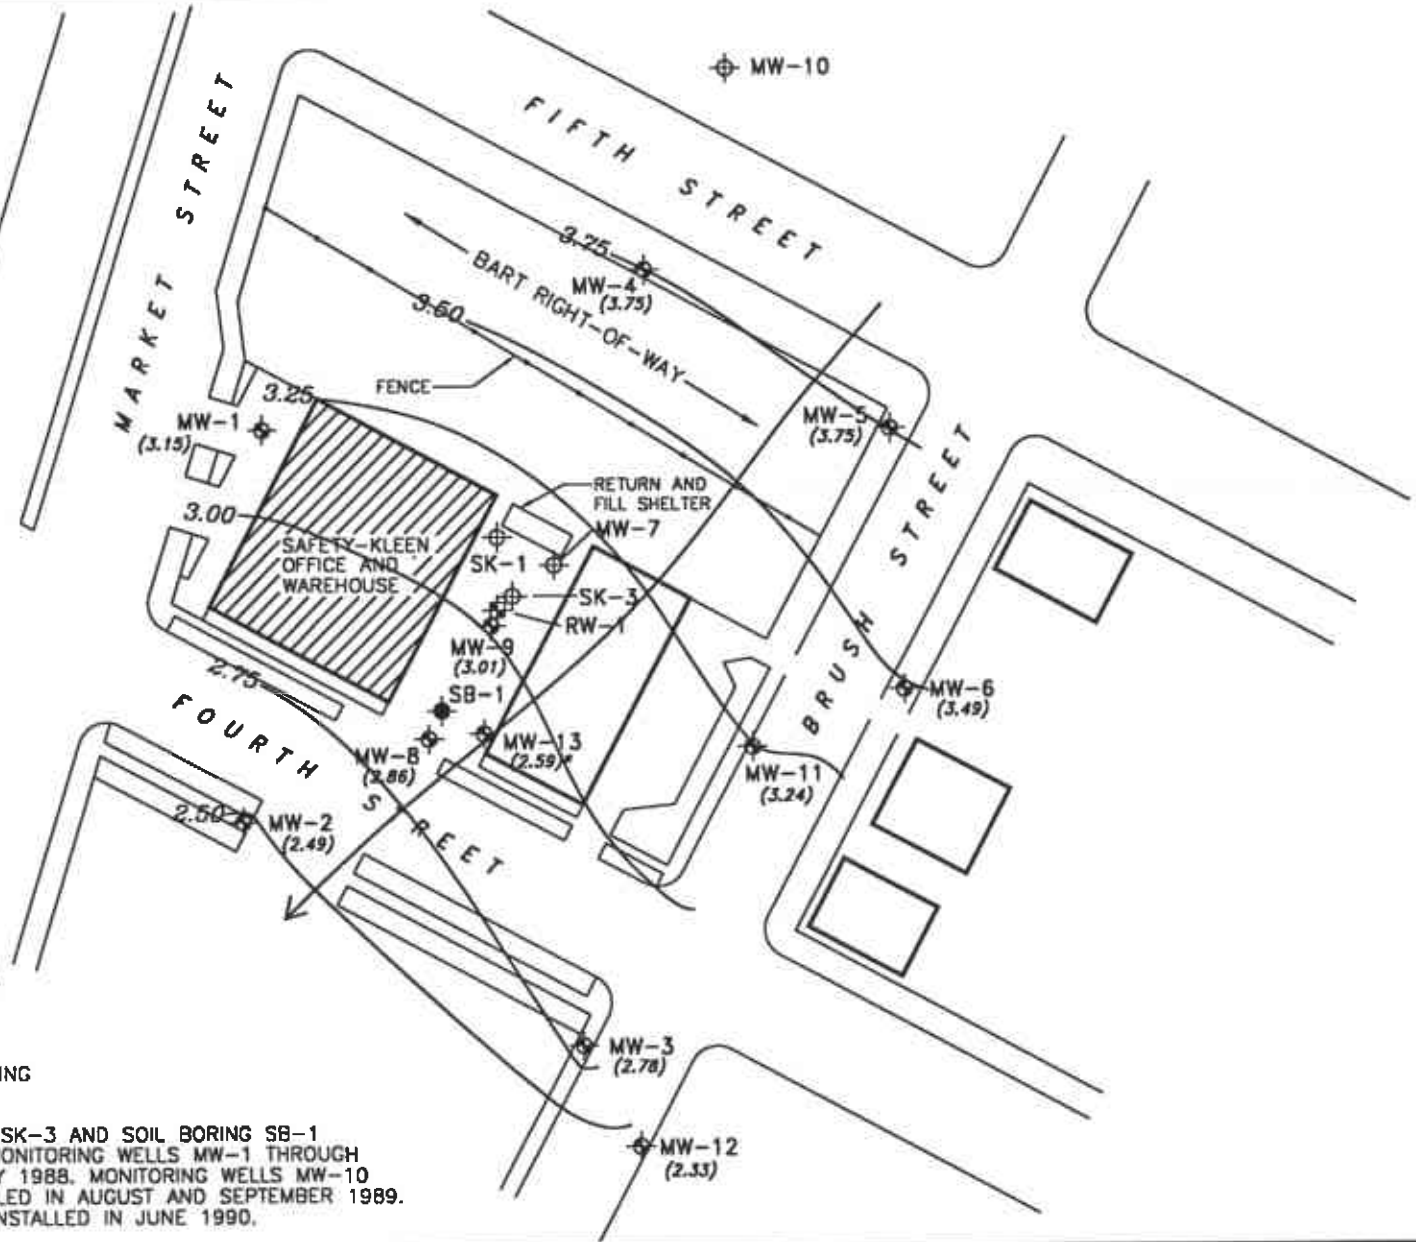 MW-10
FIFTH STREET
MARKET STREET
3.75
MW-4
(3.75)
BART RIGHT-OF-WAY
3.50
FENCE
3.25
MW-1
(3.15)
MW-5
(3.75)
RETURN AND
FILL SHELTER
MW-7
3.00
SAFETY-KLEEN
OFFICE AND
WAREHOUSE
SK-1
SK-3
RW-1
MW-9
(3.01)
BRUSH STREET
2.75
SB-1
MW-6
(3.49)
FOURTH STREET
MW-13
(2.59)*
MW-8
(2.86)
MW-11
(3.24)
2.50
MW-2
(2.49)
MW-3
(2.78)
MW-12
(2.33)
ING
SK-3 AND SOIL BORING SB-1
ONITORING WELLS MW-1 THROUGH
Y 1988. MONITORING WELLS MW-10
LED IN AUGUST AND SEPTEMBER 1989.
NSTALLED IN JUNE 1990.